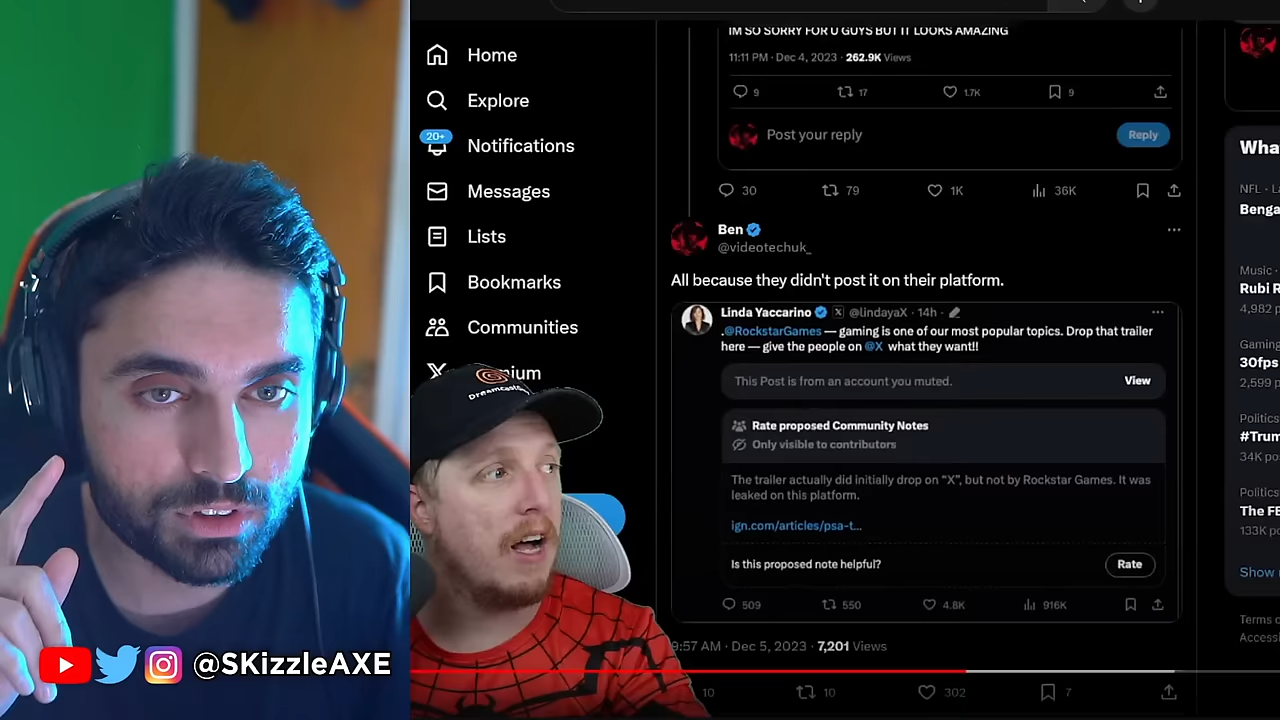 Home
Explore
20+
Notifications
Messages
Lists
Bookmarks
Communities
Dreamcast
@SKizzleAXE
IM SO SORRY FOR U GUYS BUT IT LOOKS AMAZING
11:11 PM · Dec 4, 2023 · 262.9K Views
9 17 1.7K 9
Post your reply
Reply
30 79 1K 36K
Ben
@videotechuk_
All because they didn't post it on their platform.
Linda Yaccarino @lindayaX · 14h ·
.@RockstarGames — gaming is one of our most popular topics. Drop that trailer
here — give the people on @X what they want!!
This Post is from an account you muted.
View
Rate proposed Community Notes
Only visible to contributors
The trailer actually did initially drop on "X", but not by Rockstar Games. It was
leaked on this platform.
ign.com/articles/psa-t...
Is this proposed note helpful?
Rate
509 550 4.8K 916K
9:57 AM · Dec 5, 2023 · 7,201 Views
10 10 302 7
Wha
NFL · L
Benga
Music ·
Rubi R
4,982 p
Gaming
30fps
2,599 p
Politics
#Trum
34K po
Politics
The FE
133K p
Show
Terms o
Accessi